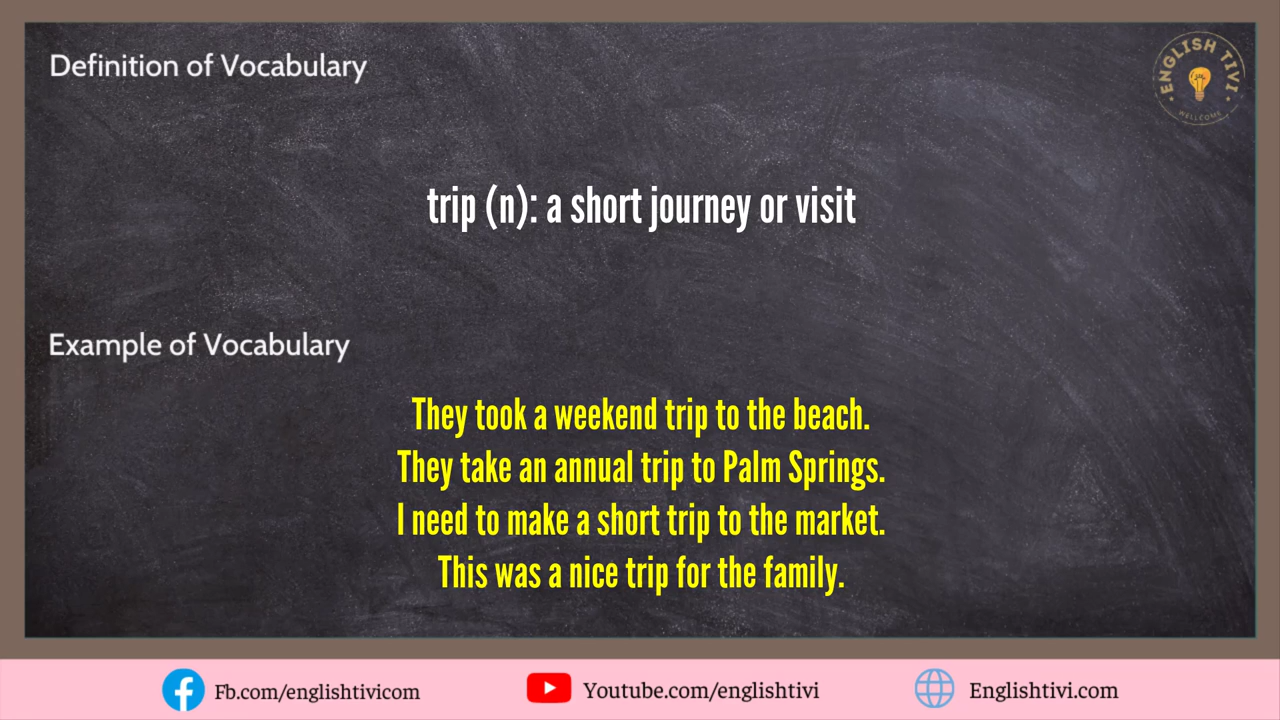 Definition of Vocabulary
ENGLISH TIVI
WELLCOME
trip (n): a short journey or visit
Example of Vocabulary
They took a weekend trip to the beach.
They take an annual trip to Palm Springs.
I need to make a short trip to the market.
This was a nice trip for the family.
Fb.com/englishtivicom
Youtube.com/englishtivi
Englishtivi.com